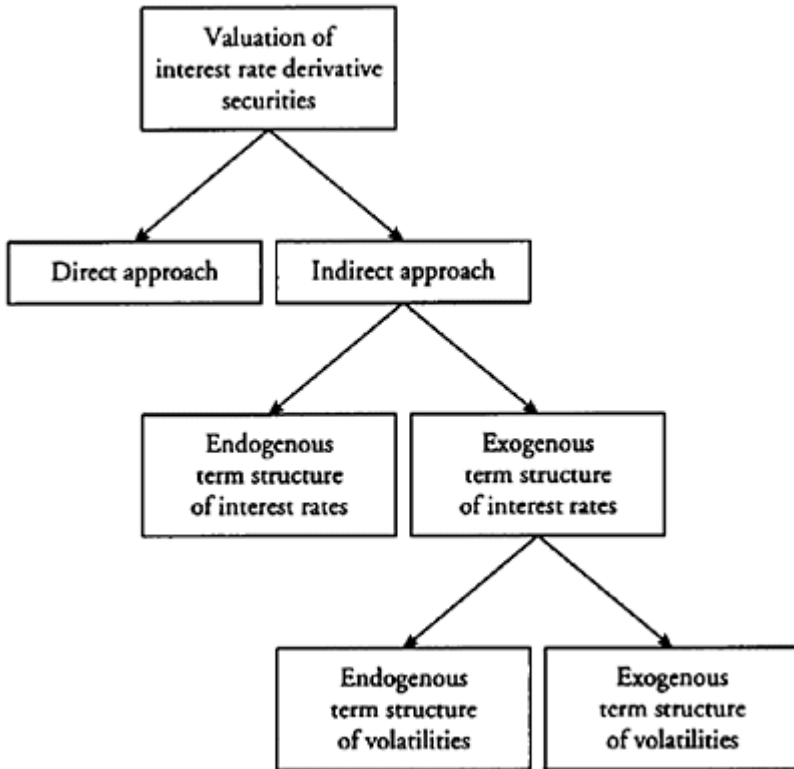 Valuation of
interest rate derivative
securities
Direct approach
Indirect approach
Endogenous
term structure
of interest rates
Exogenous
term structure
of interest rates
Endogenous
term structure
of volatilities
Exogenous
term structure
of volatilities